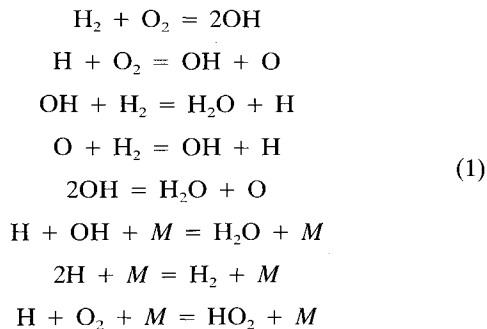 H₂ + O₂ = 2OH
H + O₂ = OH + O
OH + H₂ = H₂O + H
O + H₂ = OH + H
(1)
2OH = H₂O + O
H + OH + M = H₂O + M
2H + M = H₂ + M
H + O₂ + M = HO₂ + M